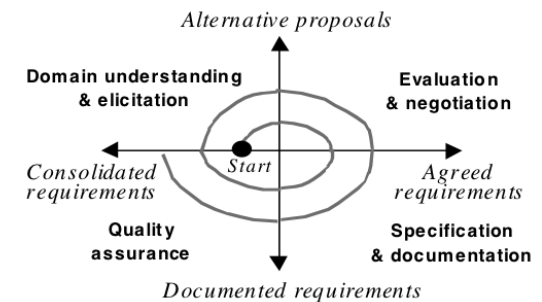 Alternative proposals
Domain understanding
& elicitation
Evaluation
& negotiation
Start
Consolidated
requirements
Agreed
requirements
Quality
assurance
Specification
& documentation
Documented requirements